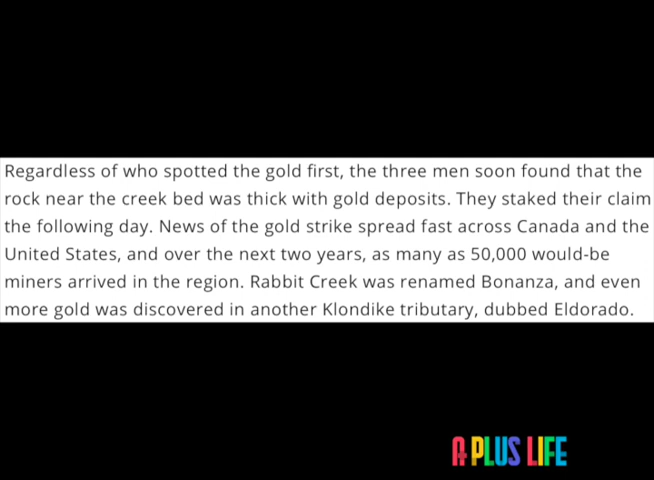 Regardless of who spotted the gold first, the three men soon found that the
rock near the creek bed was thick with gold deposits. They staked their claim
the following day. News of the gold strike spread fast across Canada and the
United States, and over the next two years, as many as 50,000 would-be
miners arrived in the region. Rabbit Creek was renamed Bonanza, and even
more gold was discovered in another Klondike tributary, dubbed Eldorado.
A PLUS LIFE